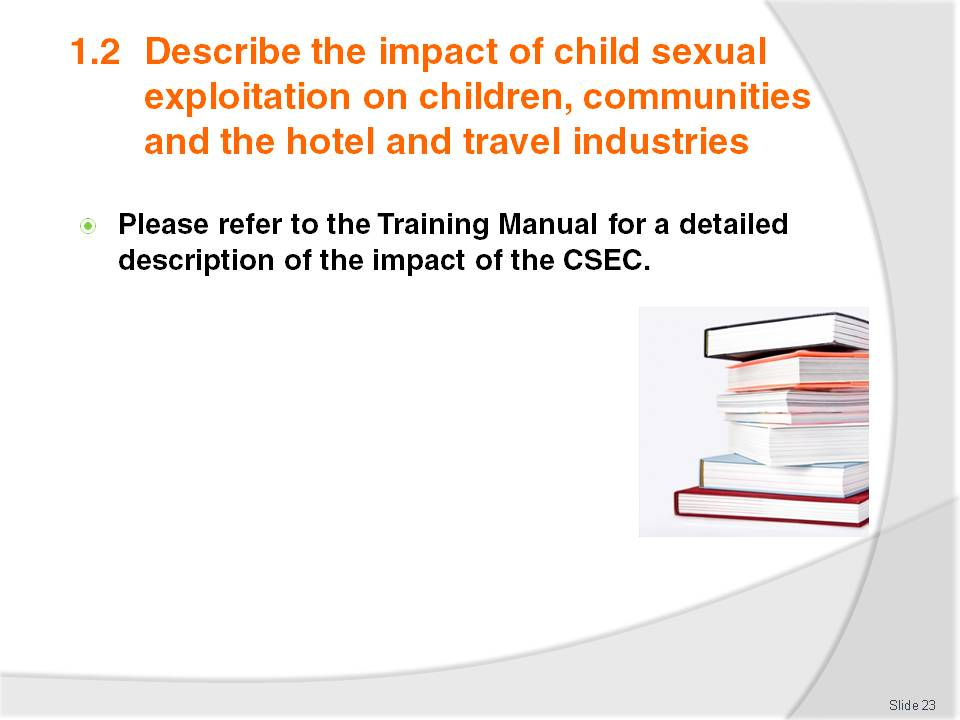 1.2 Describe the impact of child sexual
exploitation on children, communities
and the hotel and travel industries
Please refer to the Training Manual for a detailed
description of the impact of the CSEC.
Slide 23